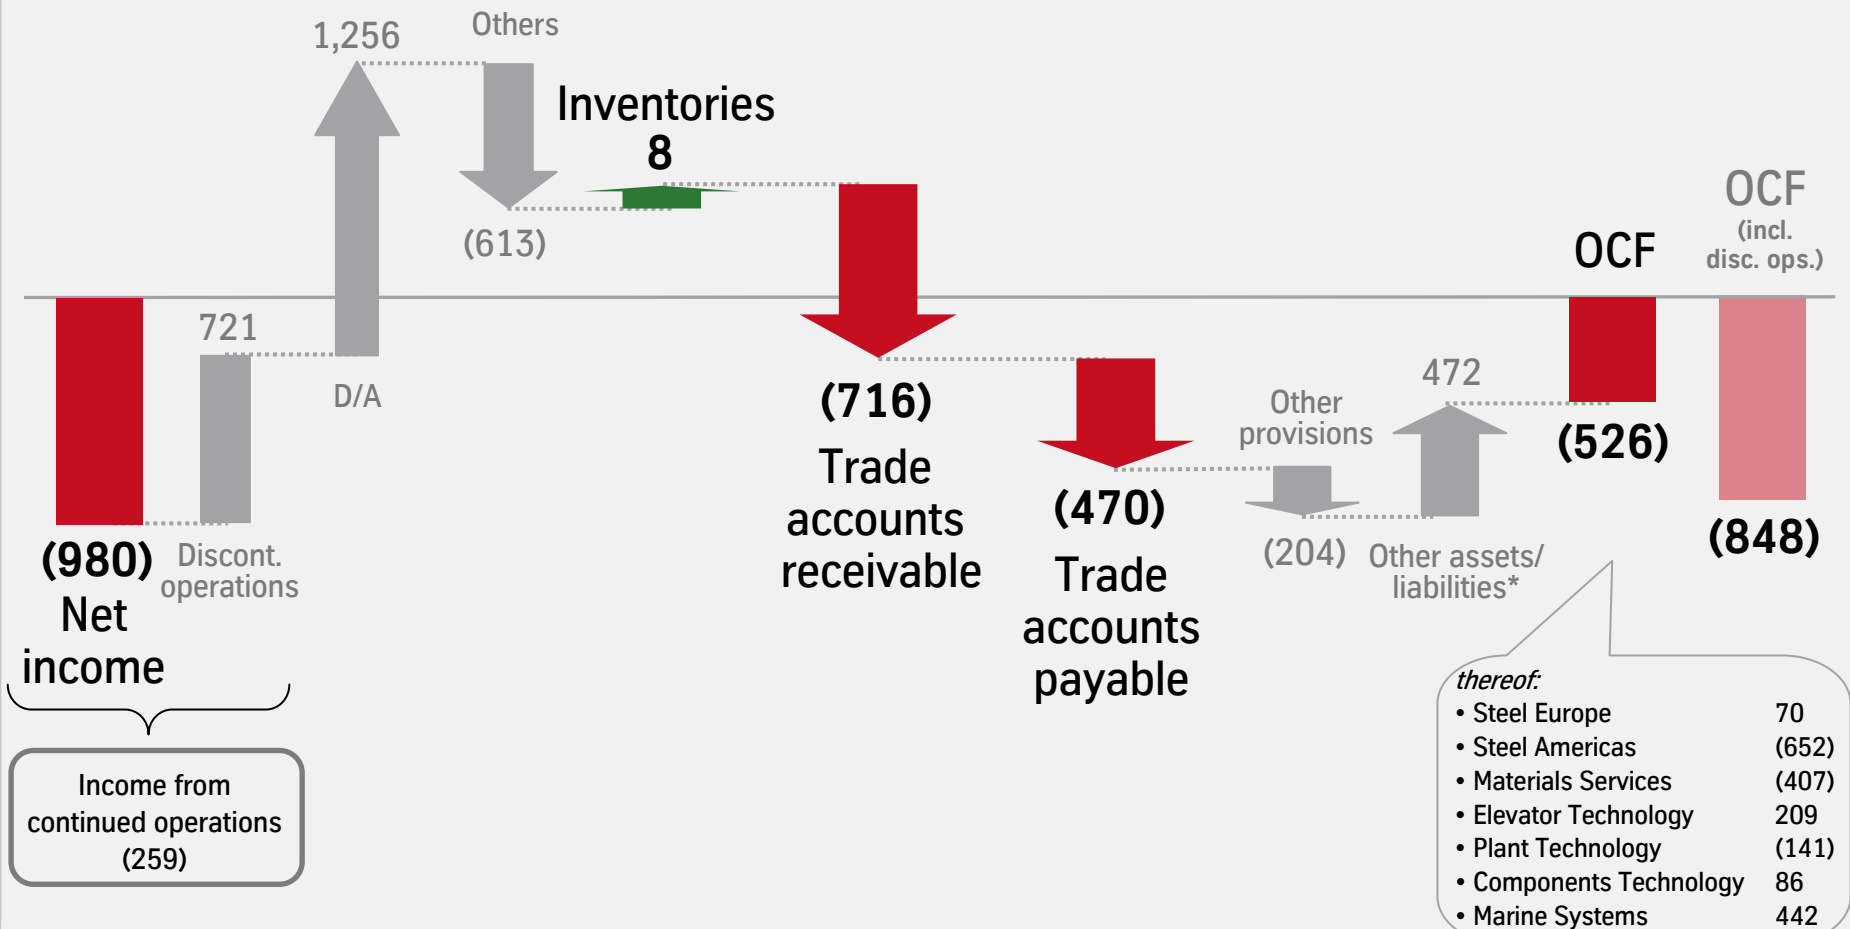 1,256
Others
Inventories
8
(613)
721
D/A
(980)
Net
income
Discont.
operations
Income from
continued operations
(259)
(716)
Trade
accounts
receivable
(470)
Trade
accounts
payable
Other
provisions
(204)
472
Other assets/
liabilities*
OCF
(526)
OCF
(incl.
disc. ops.)
(848)
thereof:
• Steel Europe 70
• Steel Americas (652)
• Materials Services (407)
• Elevator Technology 209
• Plant Technology (141)
• Components Technology 86
• Marine Systems 442